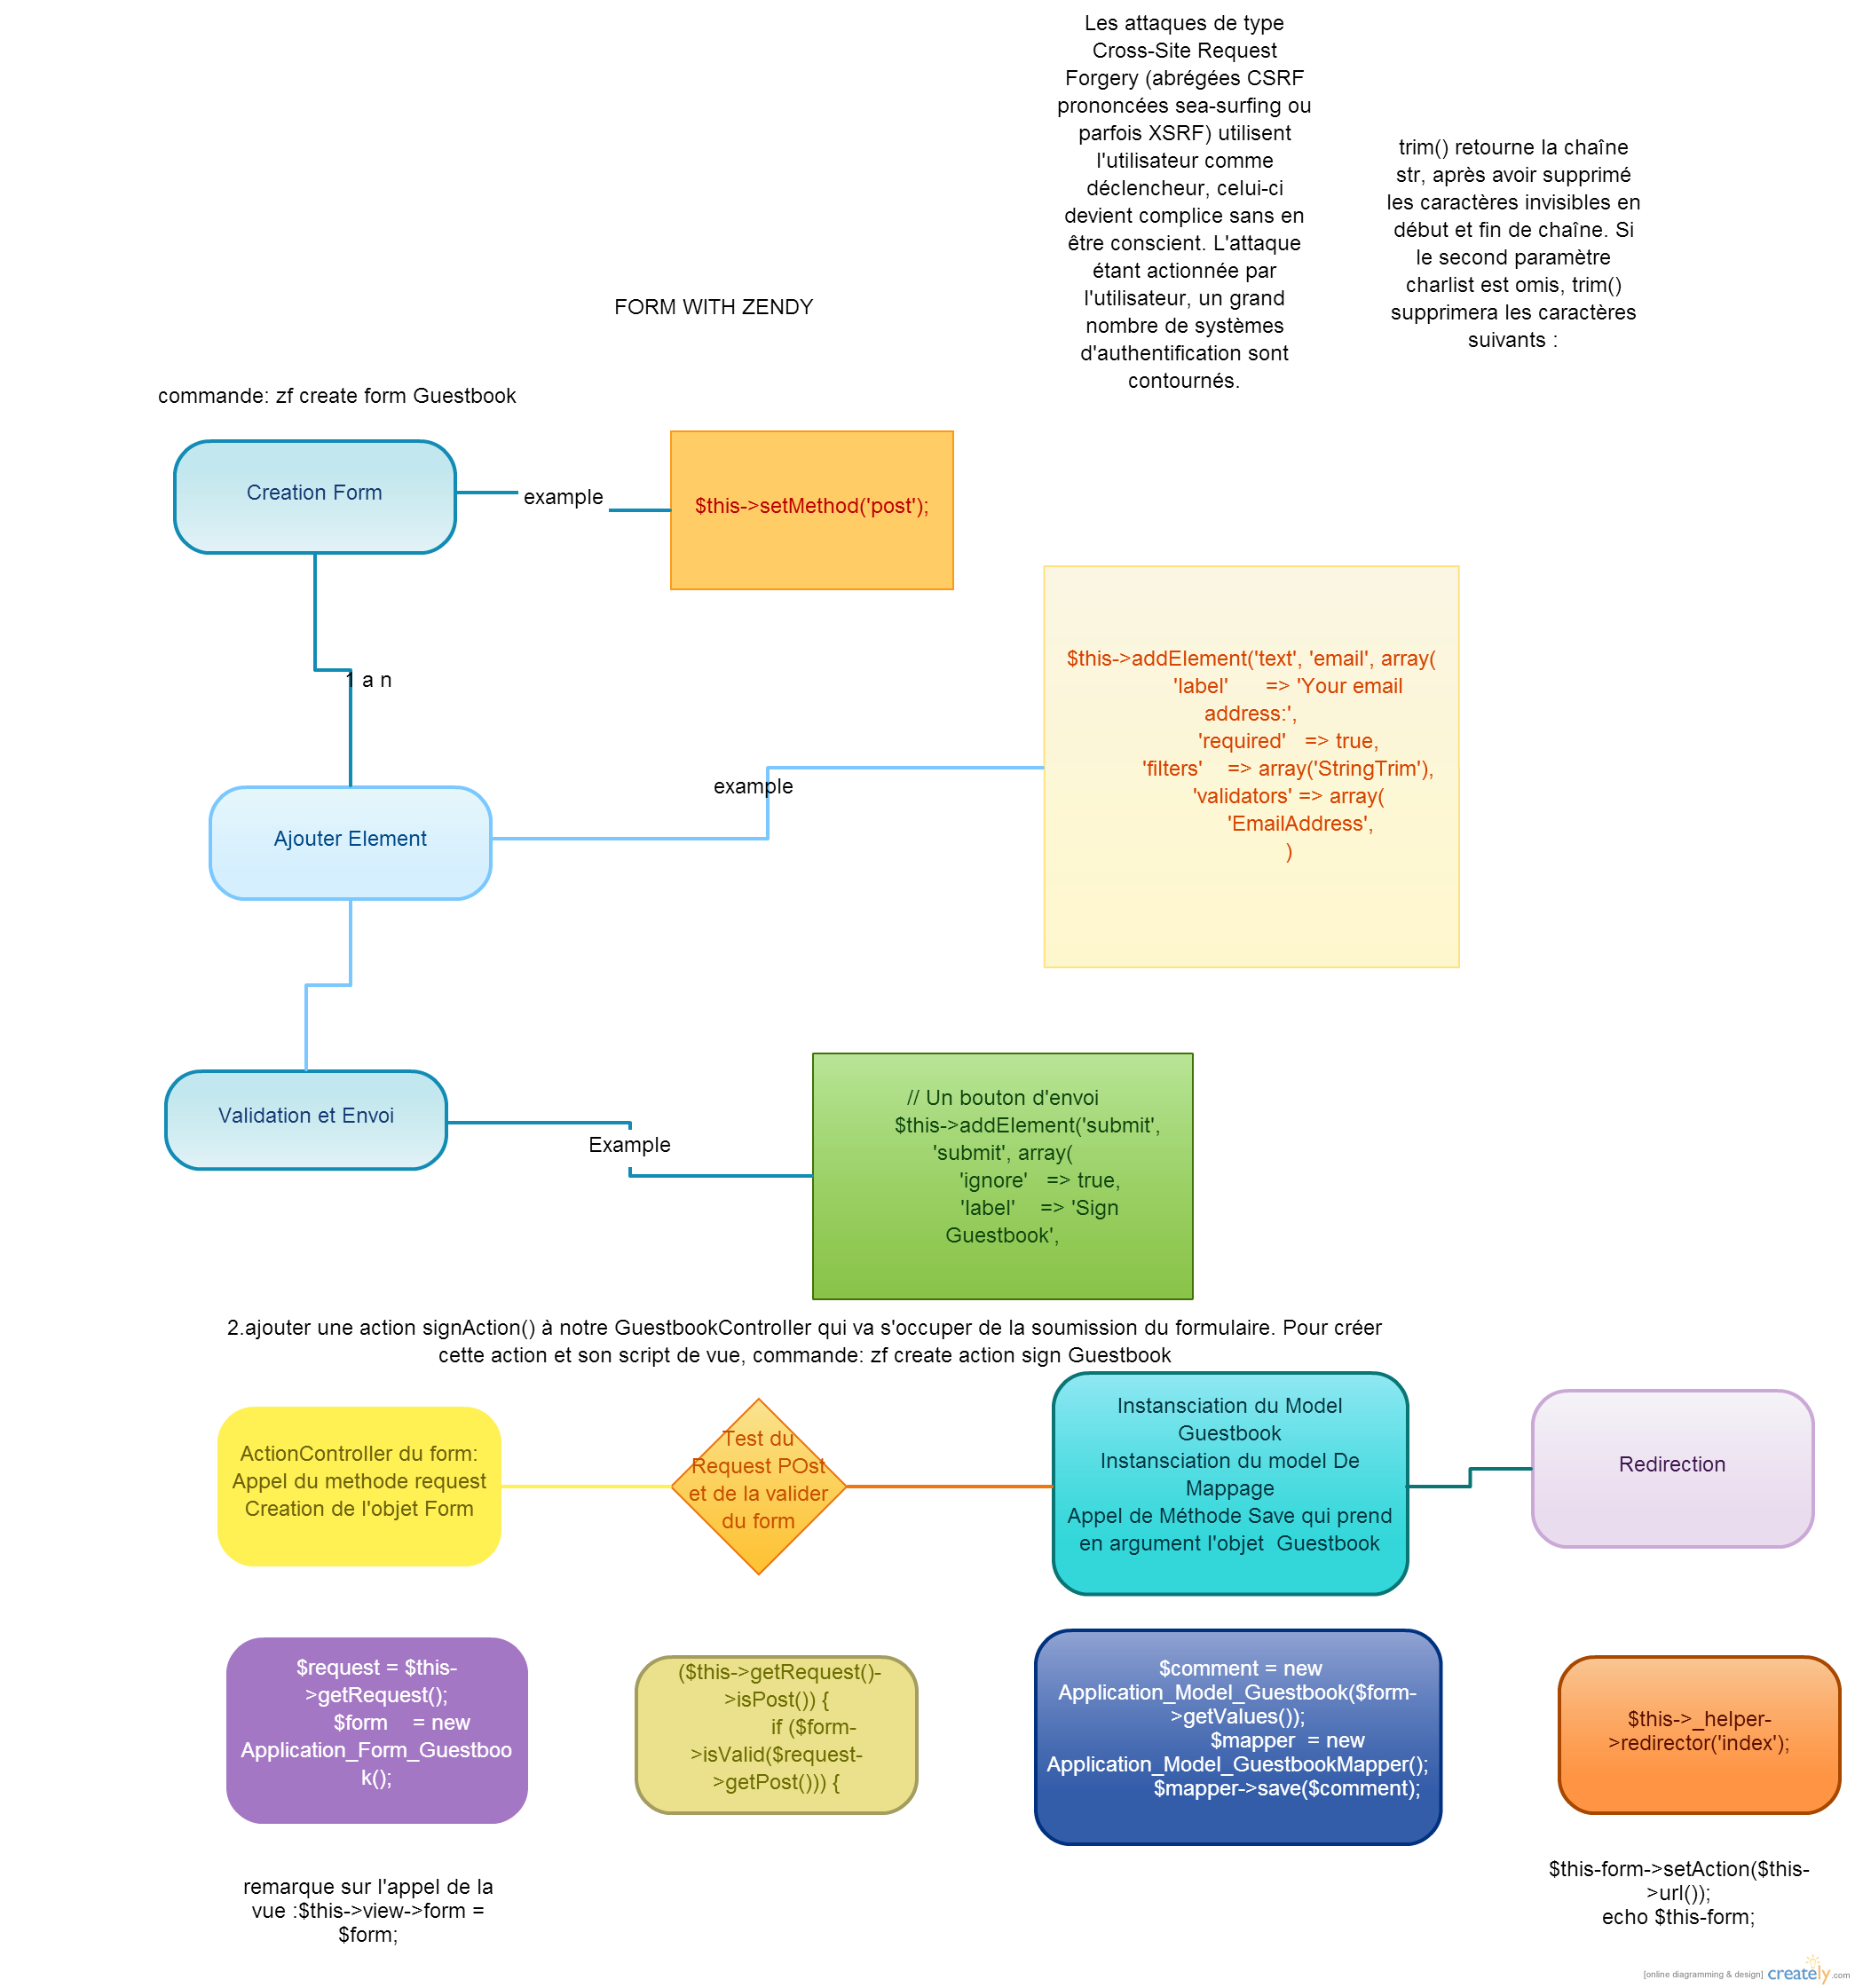 Les attaques de type
Cross-Site Request
Forgery (abrégées CSRF
prononcées sea-surfing ou
parfois XSRF) utilisent
l'utilisateur comme
déclencheur, celui-ci
devient complice sans en
être conscient. L'attaque
étant actionnée par
l'utilisateur, un grand
nombre de systèmes
d'authentification sont
contournés.
trim() retourne la chaîne
str, après avoir supprimé
les caractères invisibles en
début et fin de chaîne. Si
le second paramètre
charlist est omis, trim()
supprimera les caractères
suivants :
FORM WITH ZENDY
commande: zf create form Guestbook
Creation Form
example
$this->setMethod('post');
1 a n
$this->addElement('text', 'email', array(
'label' => 'Your email
address:',
'required' => true,
'filters' => array('StringTrim'),
'validators' => array(
'EmailAddress',
)
example
Ajouter Element
Validation et Envoi
Example
// Un bouton d'envoi
$this->addElement('submit',
'submit', array(
'ignore' => true,
'label' => 'Sign
Guestbook',
2.ajouter une action signAction() à notre GuestbookController qui va s'occuper de la soumission du formulaire. Pour créer
cette action et son script de vue, commande: zf create action sign Guestbook
ActionController du form:
Appel du methode request
Creation de l'objet Form
Test du
Request POst
et de la valider
du form
Instansciation du Model
Guestbook
Instansciation du model De
Mappage
Appel de Méthode Save qui prend
en argument l'objet Guestbook
Redirection
$request = $this-
>getRequest();
$form = new
Application_Form_Guestboo
k();
($this->getRequest()-
>isPost()) {
if ($form-
>isValid($request-
>getPost())) {
$comment = new
Application_Model_Guestbook($form-
>getValues());
$mapper = new
Application_Model_GuestbookMapper();
$mapper->save($comment);
$this->_helper-
>redirector('index');
remarque sur l'appel de la
vue :$this->view->form =
$form;
$this-form->setAction($this-
>url());
echo $this-form;
[online diagramming & design] creately.com